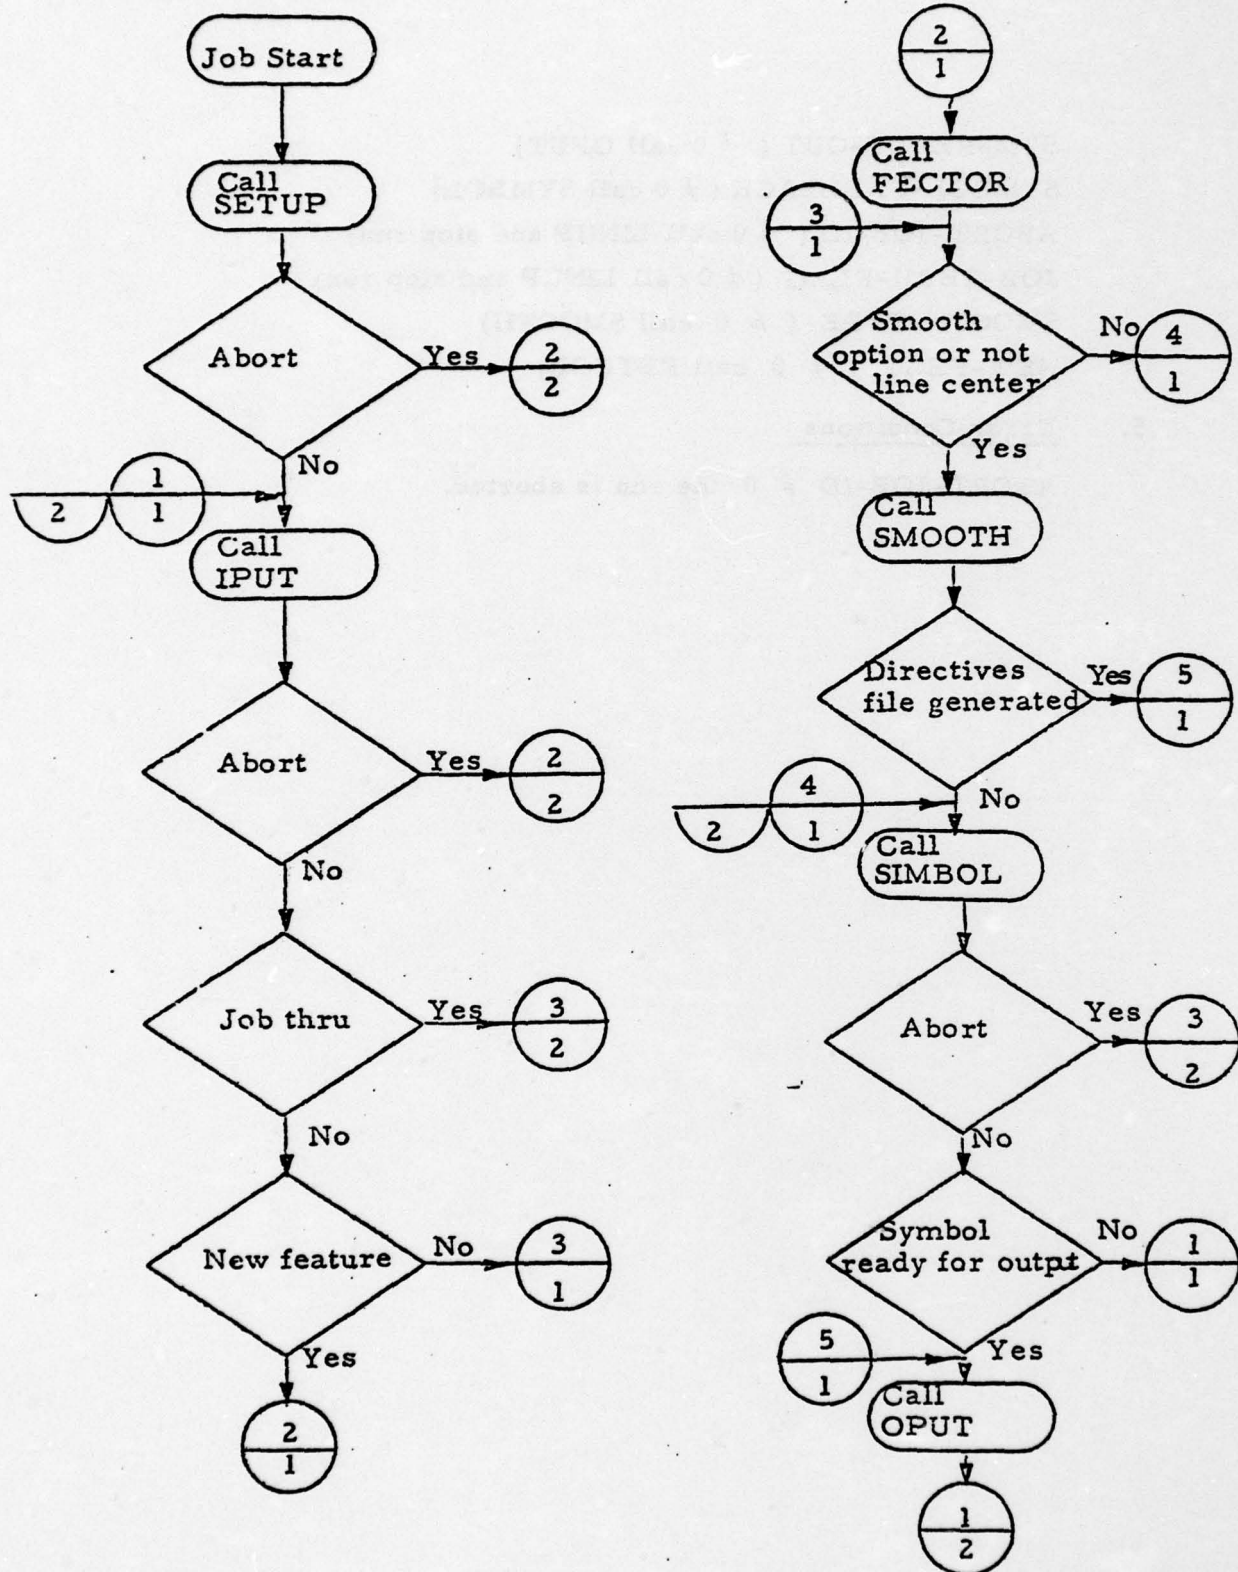 Job Start
Call
SETUP
Abort
Yes
2
2
No
1
2
1
Call
IPUT
Abort
Yes
2
2
No
Job thru
Yes
3
2
No
New feature
No
3
1
Yes
2
1
2
1
Call
FECTOR
3
1
Smooth
option or not
line center
No
4
1
Yes
Call
SMOOTH
Directives
file generated
Yes
5
1
4
No
2
1
Call
SIMBOL
Abort
Yes
3
2
No
Symbol
ready for output
No
1
1
5
Yes
1
Call
OPUT
1
2
5.